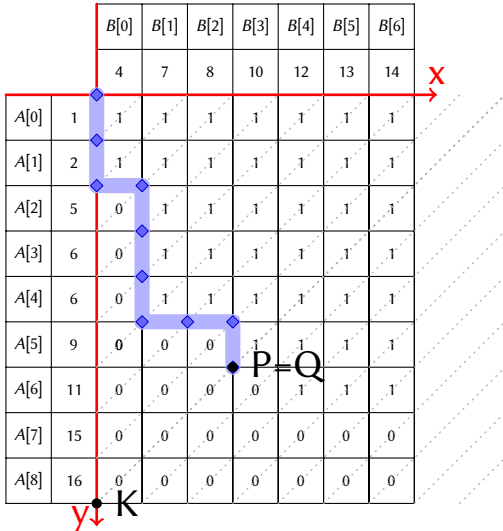 B[0] B[1] B[2] B[3] B[4] B[5] B[6]
4 7 8 10 12 13 14
x
A[0] 1 1 1 1 1 1 1 1
A[1] 2 1 1 1 1 1 1 1
A[2] 5 0 1 1 1 1 1 1
A[3] 6 0 1 1 1 1 1 1
A[4] 6 0 1 1 1 1 1 1
A[5] 9 0 0 0 1 1 1 1
P=Q
A[6] 11 0 0 0 0 1 1 1
A[7] 15 0 0 0 0 0 0 0
A[8] 16 0 0 0 0 0 0 0
y K